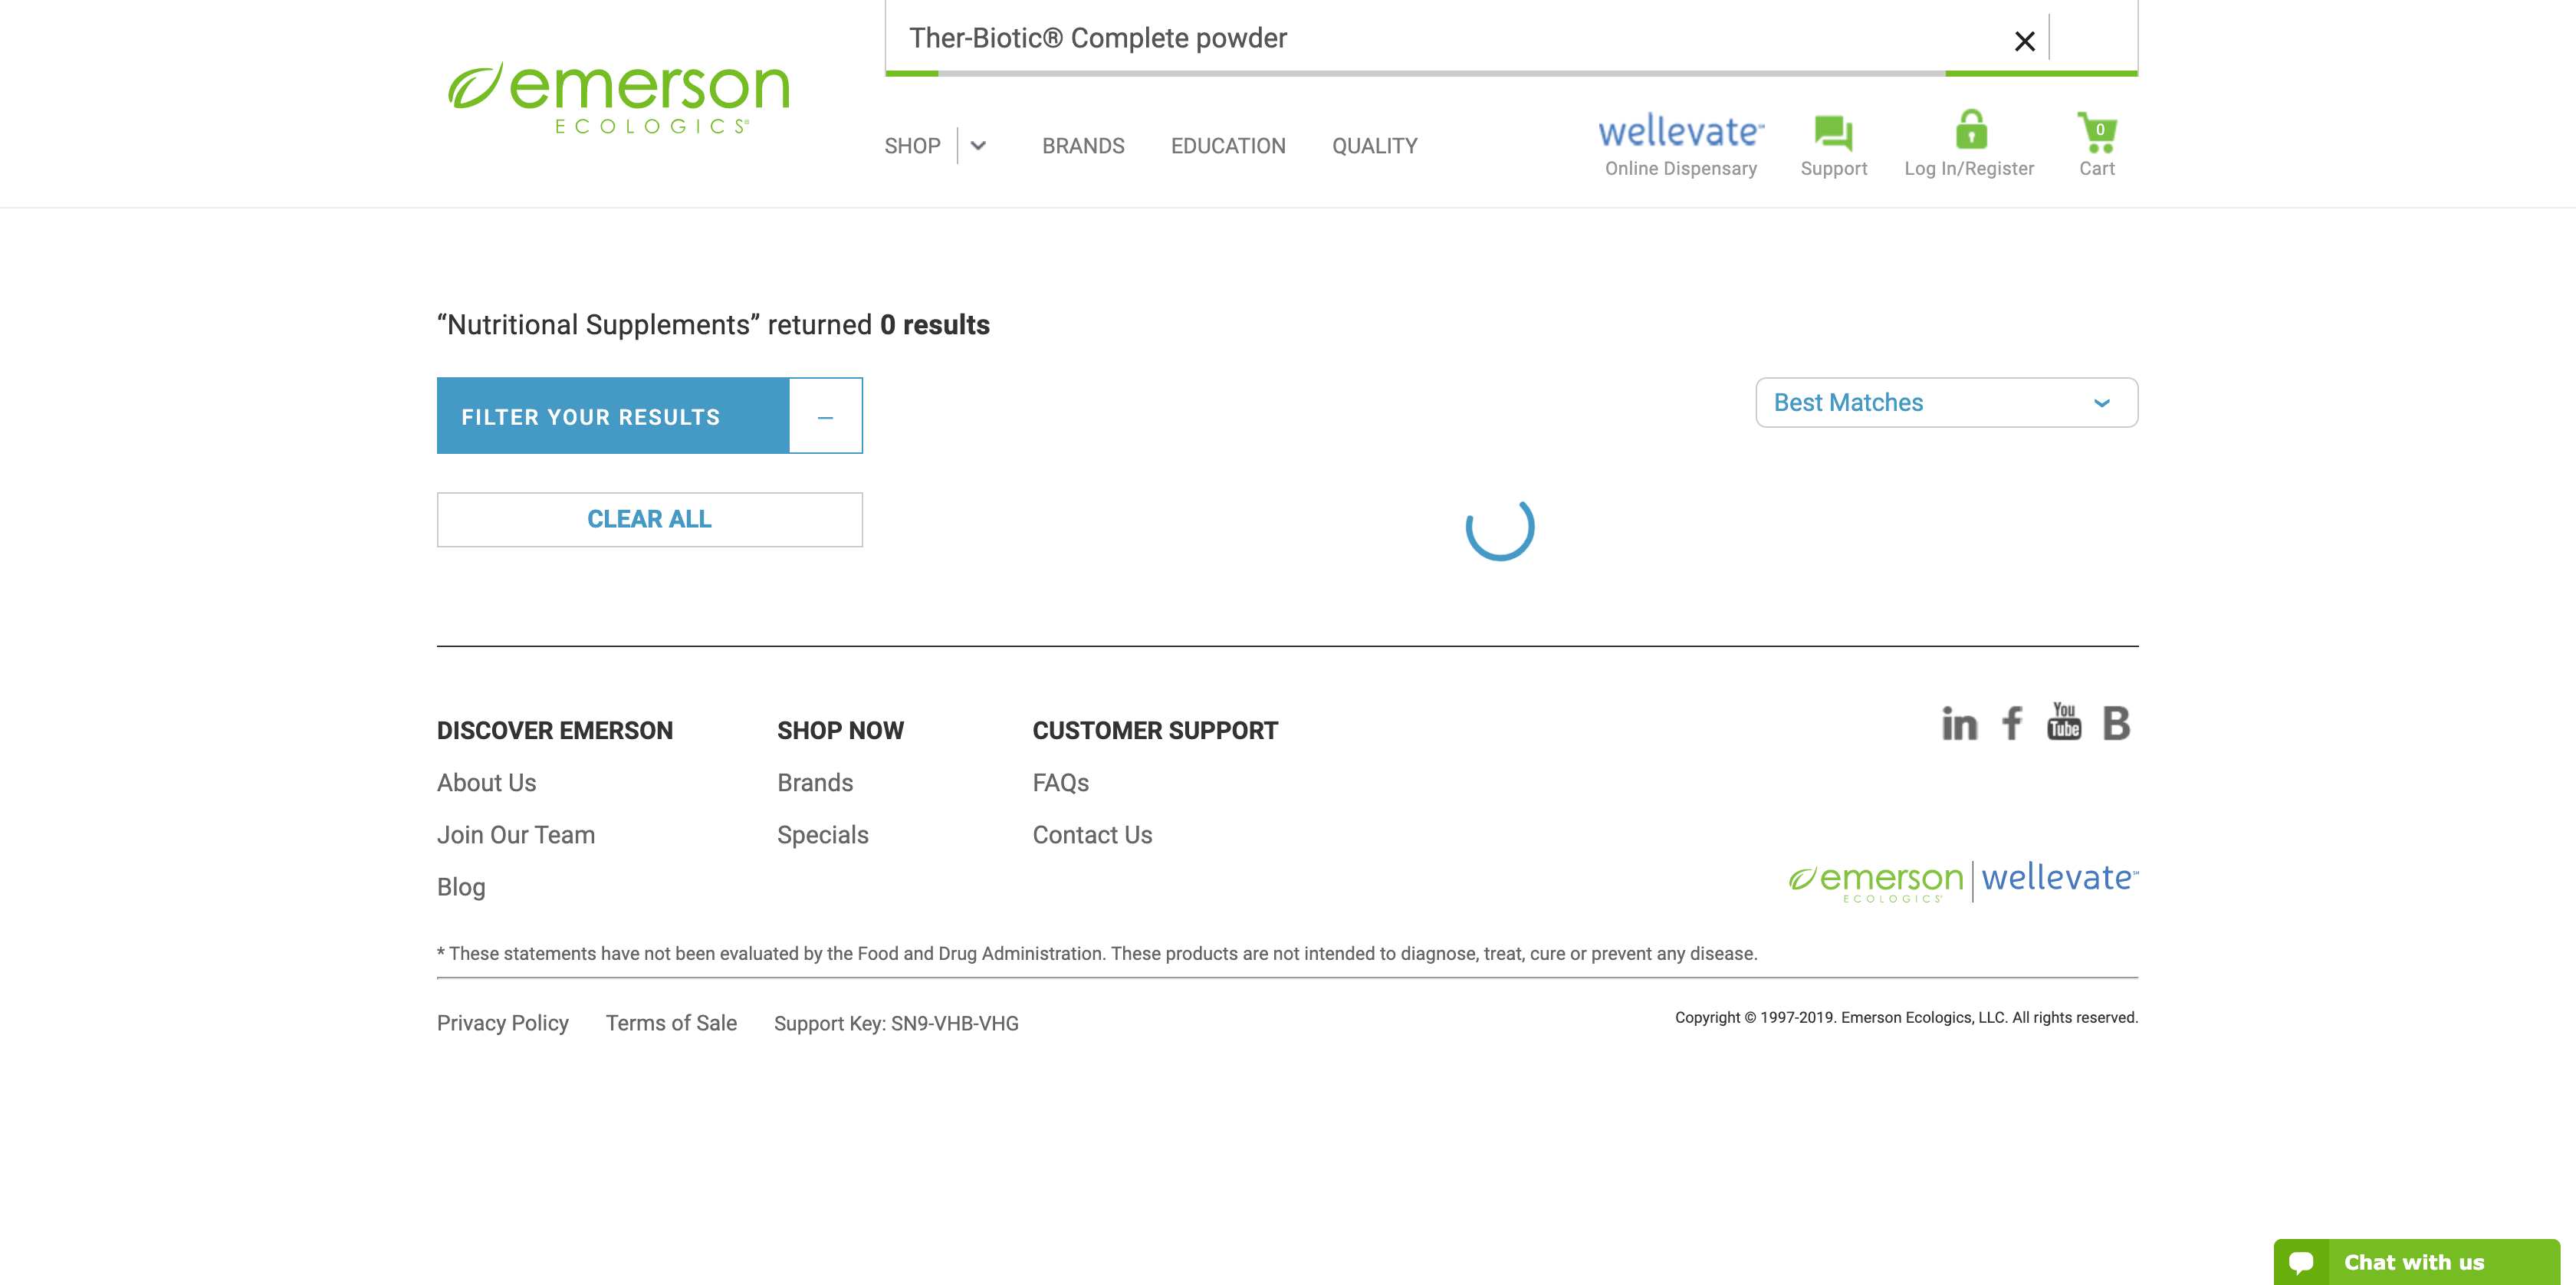 Ther-Biotic® Complete powder
emerson
ECOLOGICS®
SHOP
BRANDS
EDUCATION
QUALITY
wellevate℠
Online Dispensary
Support
Log In/Register
0
Cart
“Nutritional Supplements” returned 0 results
FILTER YOUR RESULTS
Best Matches
CLEAR ALL
DISCOVER EMERSON
About Us
Join Our Team
Blog
SHOP NOW
Brands
Specials
CUSTOMER SUPPORT
FAQs
Contact Us
in
f
You
Tube
B
emerson
ECOLOGICS®
wellevate℠
* These statements have not been evaluated by the Food and Drug Administration. These products are not intended to diagnose, treat, cure or prevent any disease.
Privacy Policy
Terms of Sale
Support Key: SN9-VHB-VHG
Copyright © 1997-2019. Emerson Ecologics, LLC. All rights reserved.
Chat with us